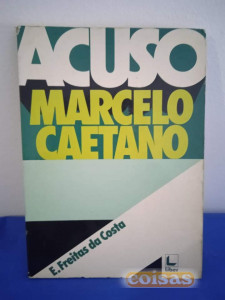 ACUSO
MARCELO
CAETANO
E. Freitas da Costa
L
coisas